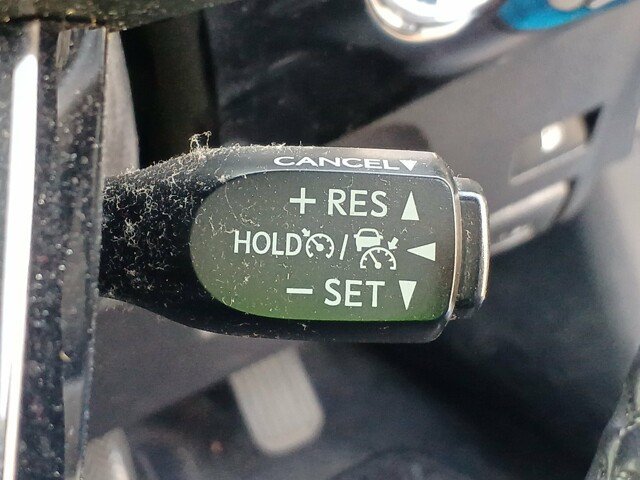 CANCEL▼
+ RES ▲
HOLD / ◀
− SET ▼